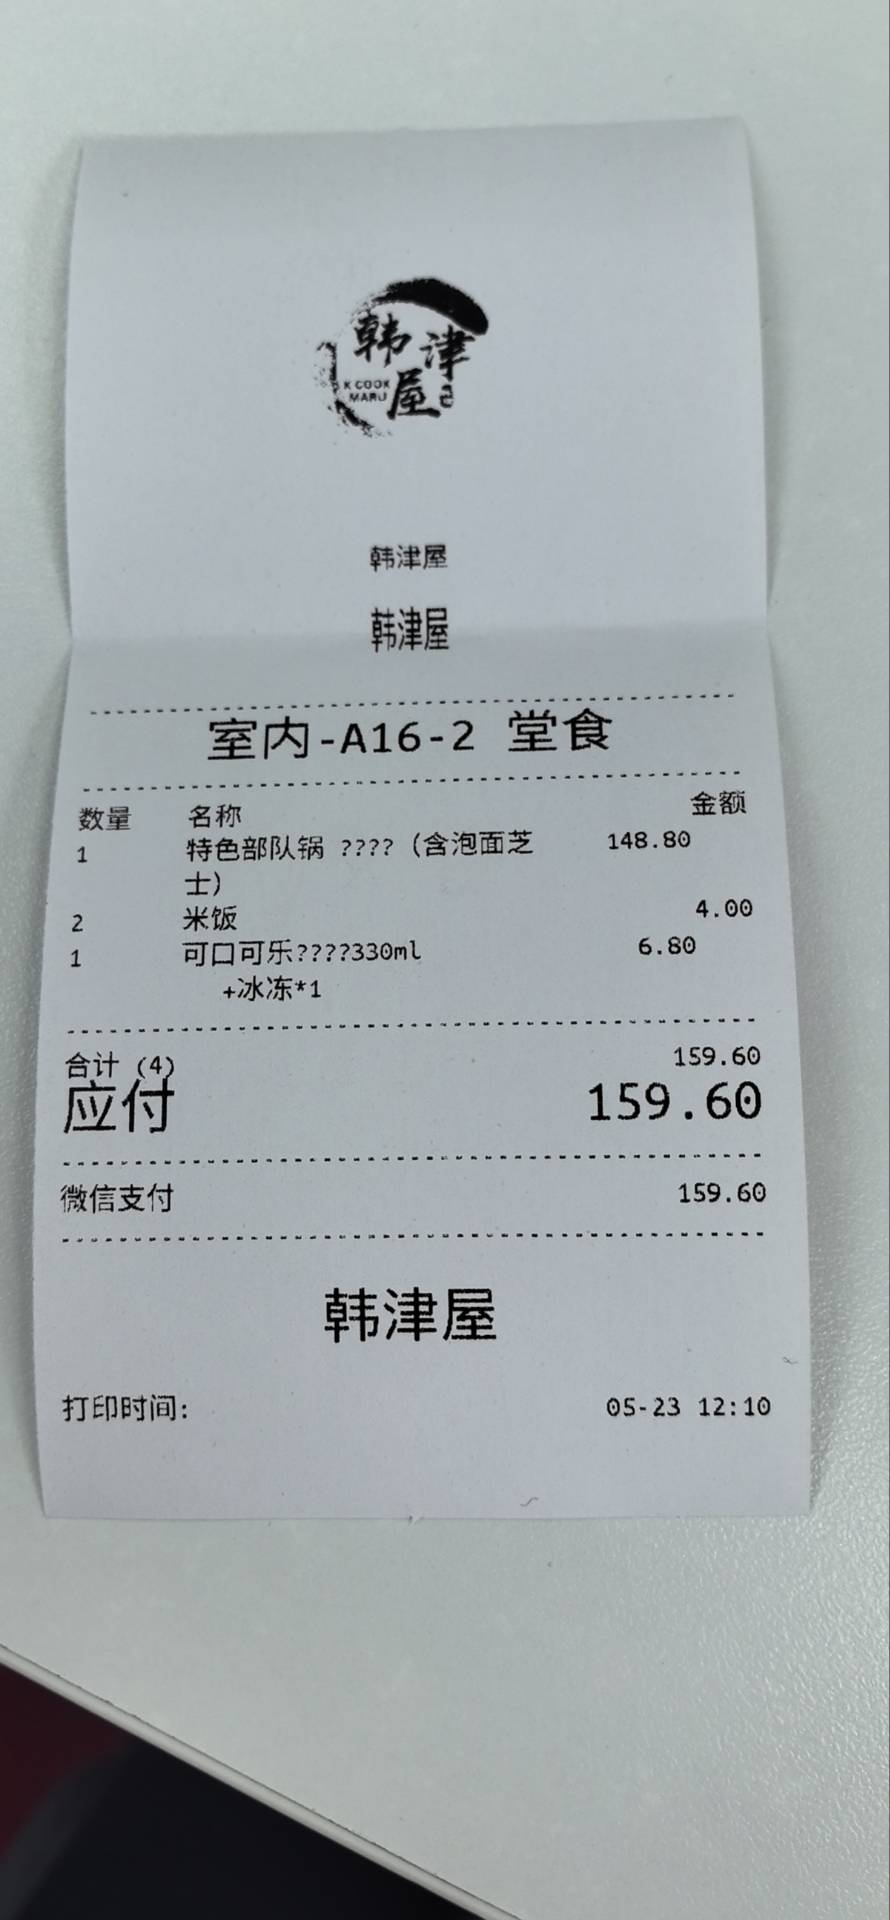 韩津
K COOK 屋
MARU
韩津屋
韩津屋
室内-A16-2 堂食
数量 名称 金额
1 特色部队锅 ????（含泡面芝 148.80
士）
2 米饭 4.00
1 可口可乐????330ml 6.80
+冰冻*1
合计 (4) 159.60
应付 159.60
微信支付 159.60
韩津屋
打印时间: 05-23 12:10